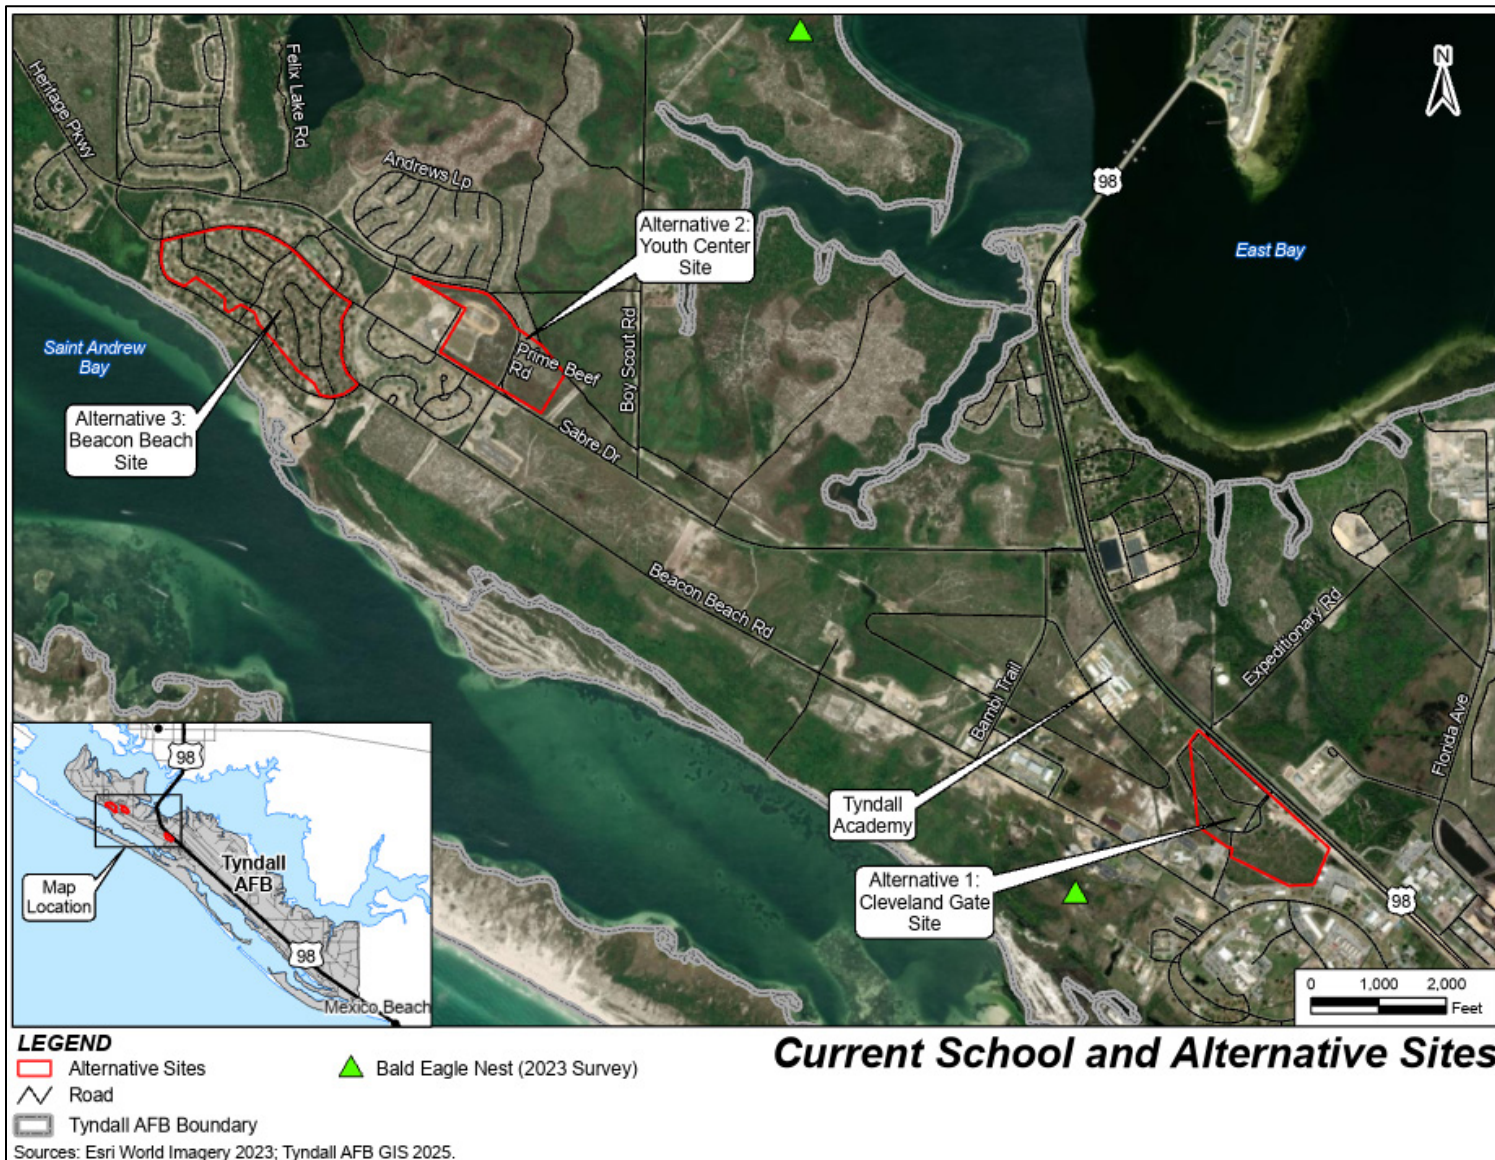 Heritage Pkwy
Felix Lake Rd
Andrews Lp
N
98
East Bay
Alternative 2:
Youth Center
Site
Saint Andrew
Bay
Boy Scout Rd
Prime Beef
Rd
Alternative 3:
Beacon Beach
Site
Sabre Dr
Beacon Beach Rd
Expeditionary Rd
Bambi Trail
Florida Ave
Tyndall
Academy
Alternative 1:
Cleveland Gate
Site
98
98
Tyndall
AFB
Map
Location
98
Mexico Beach
0 1,000 2,000
Feet
LEGEND
Alternative Sites
Road
Tyndall AFB Boundary
Bald Eagle Nest (2023 Survey)
Current School and Alternative Sites
Sources: Esri World Imagery 2023; Tyndall AFB GIS 2025.